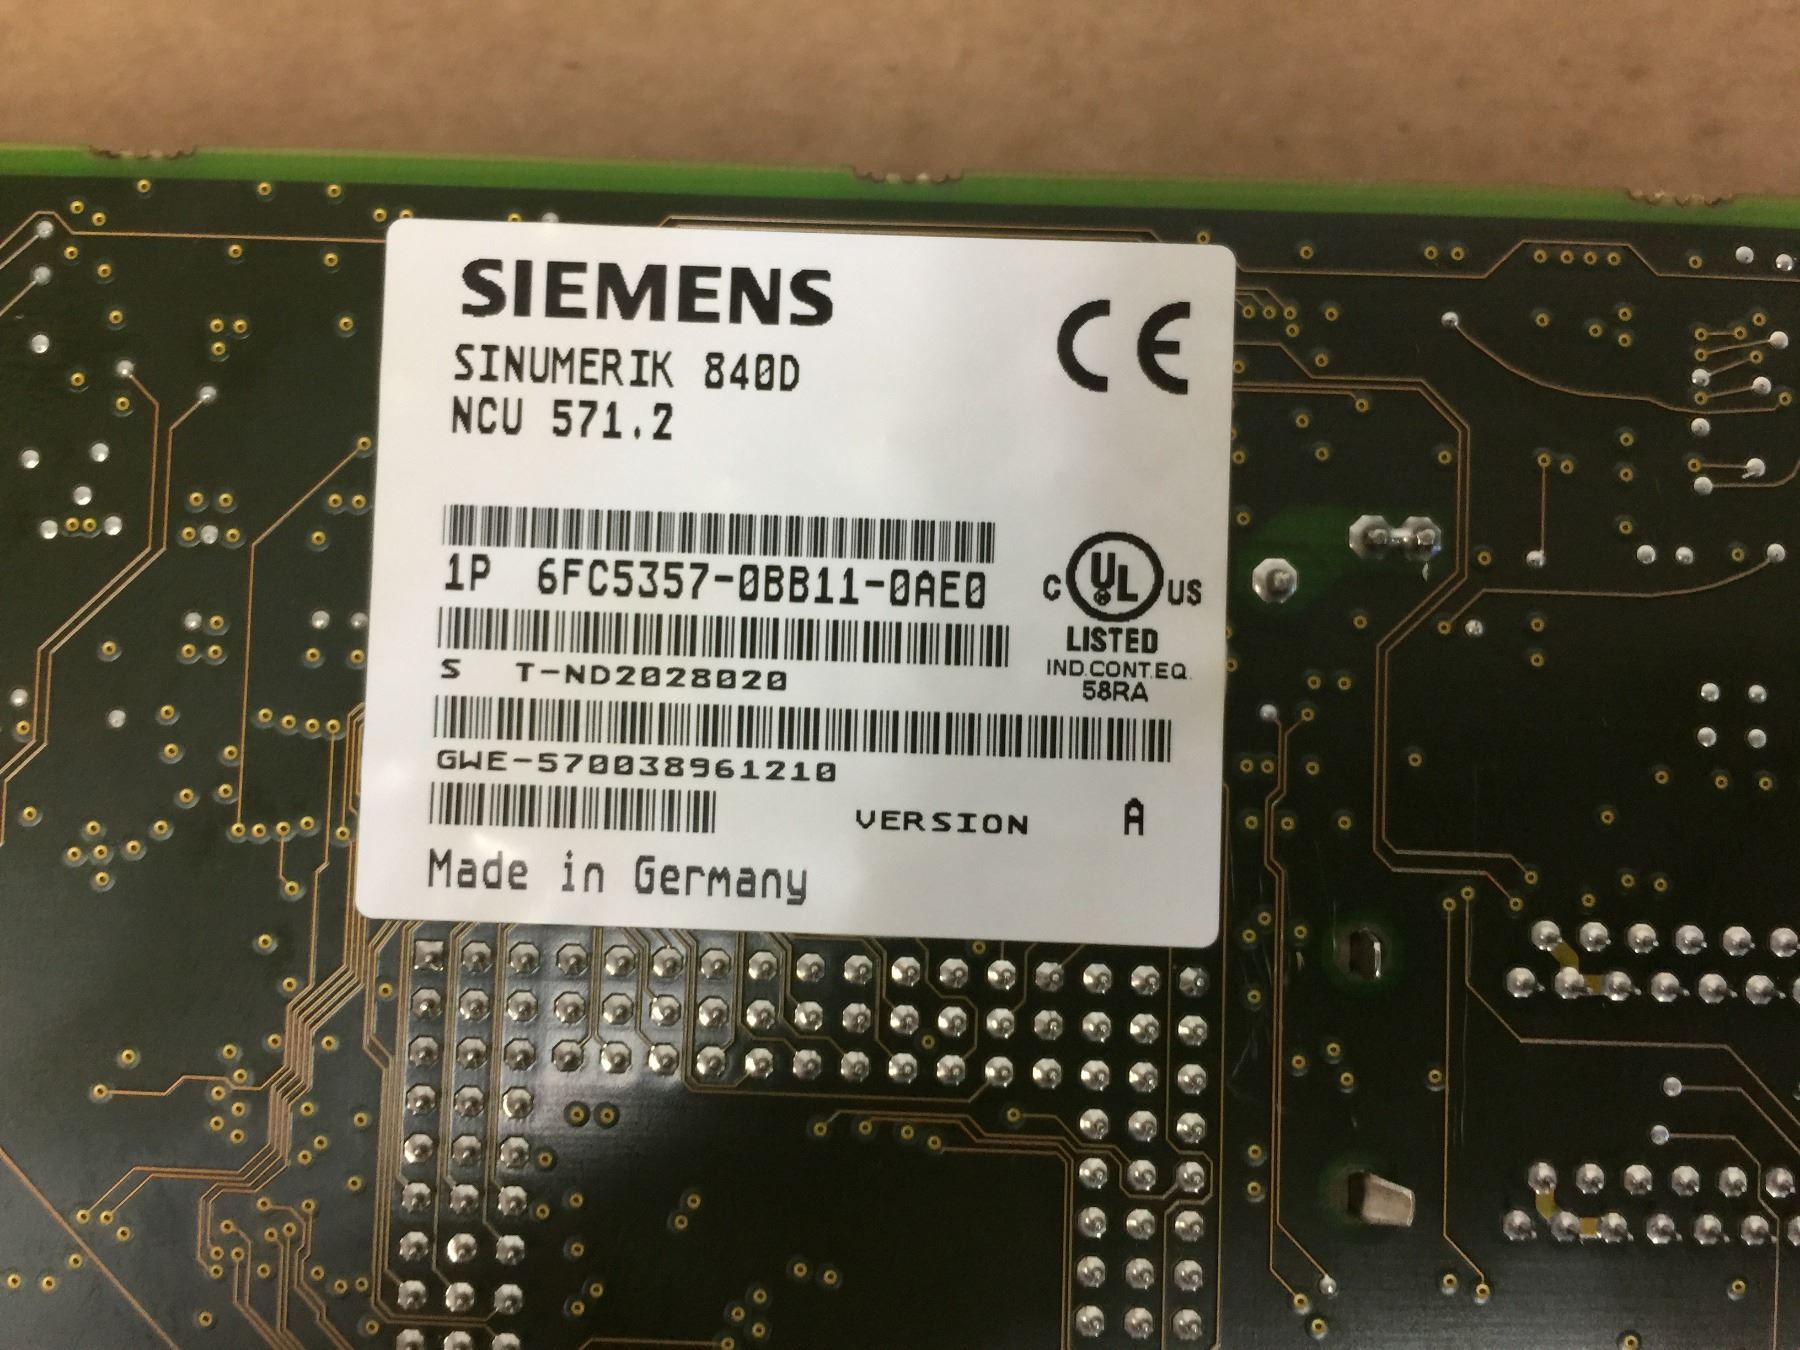 SIEMENS
CE
SINUMERIK 840D
NCU 571.2
1P 6FC5357-0BB11-0AE0
C UL US
LISTED
IND.CONT.EQ.
58RA
S T-ND2028020
GWE-570038961210
VERSION A
Made in Germany